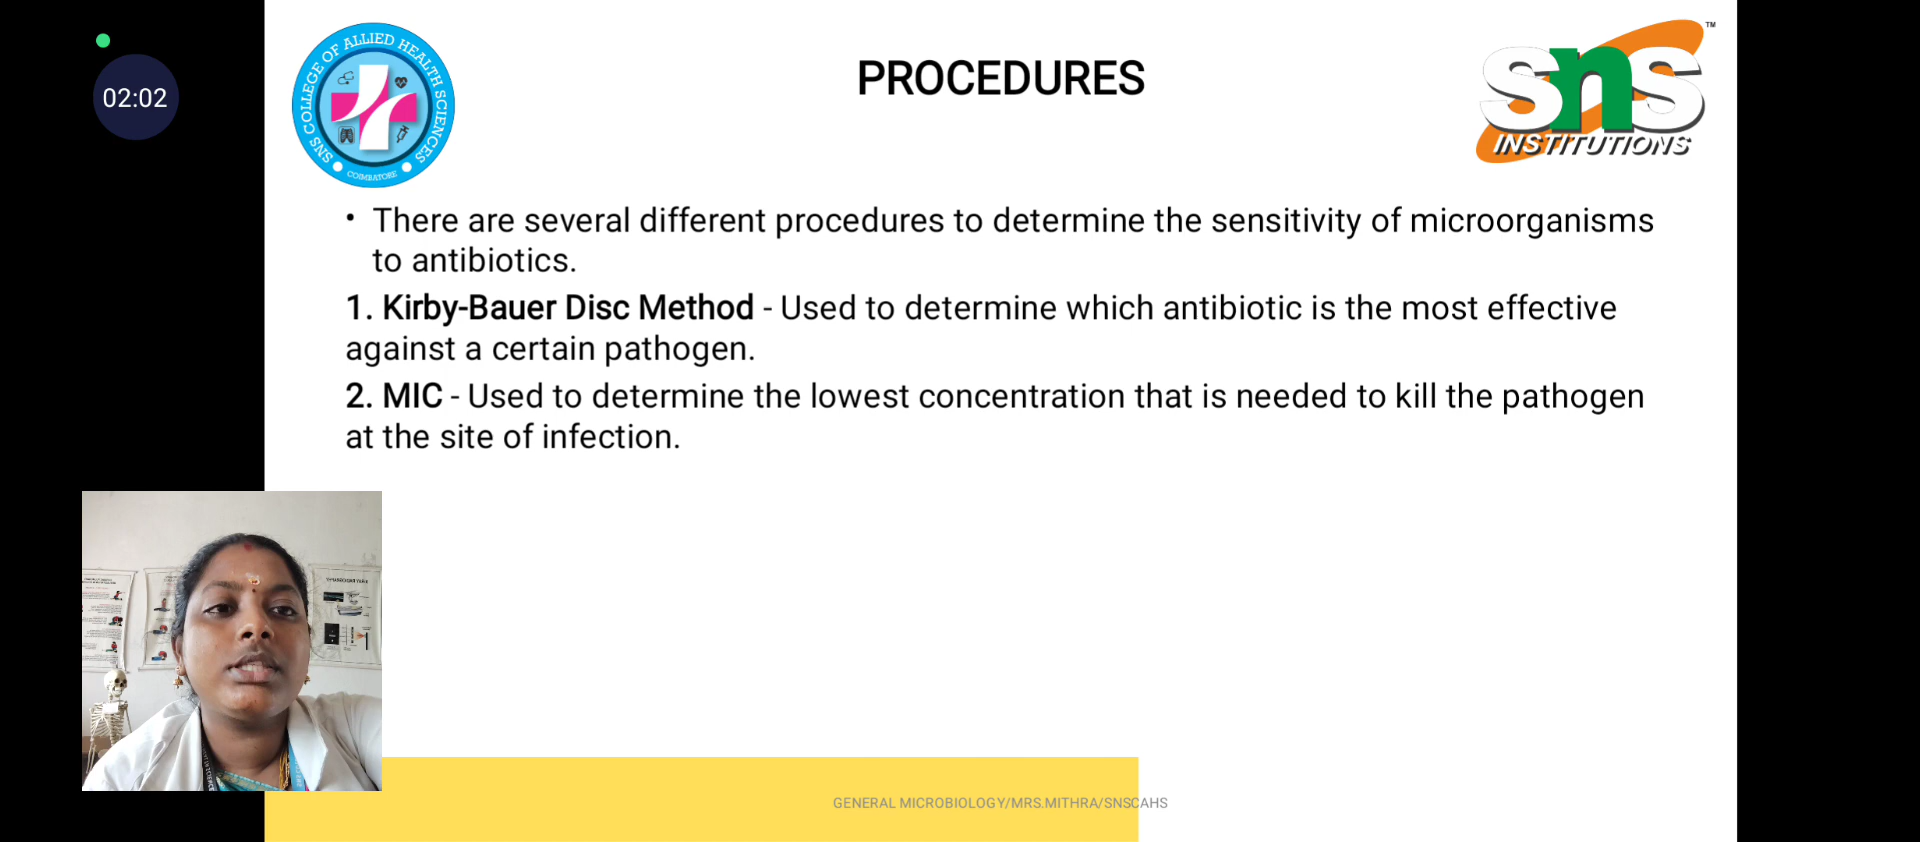 02:02
SNS COLLEGE OF ALLIED HEALTH SCIENCES
COIMBATORE
PROCEDURES
sns
INSTITUTIONS
TM
• There are several different procedures to determine the sensitivity of microorganisms
to antibiotics.
1. Kirby-Bauer Disc Method - Used to determine which antibiotic is the most effective
against a certain pathogen.
2. MIC - Used to determine the lowest concentration that is needed to kill the pathogen
at the site of infection.
GENERAL MICROBIOLOGY/MRS.MITHRA/SNSCAHS